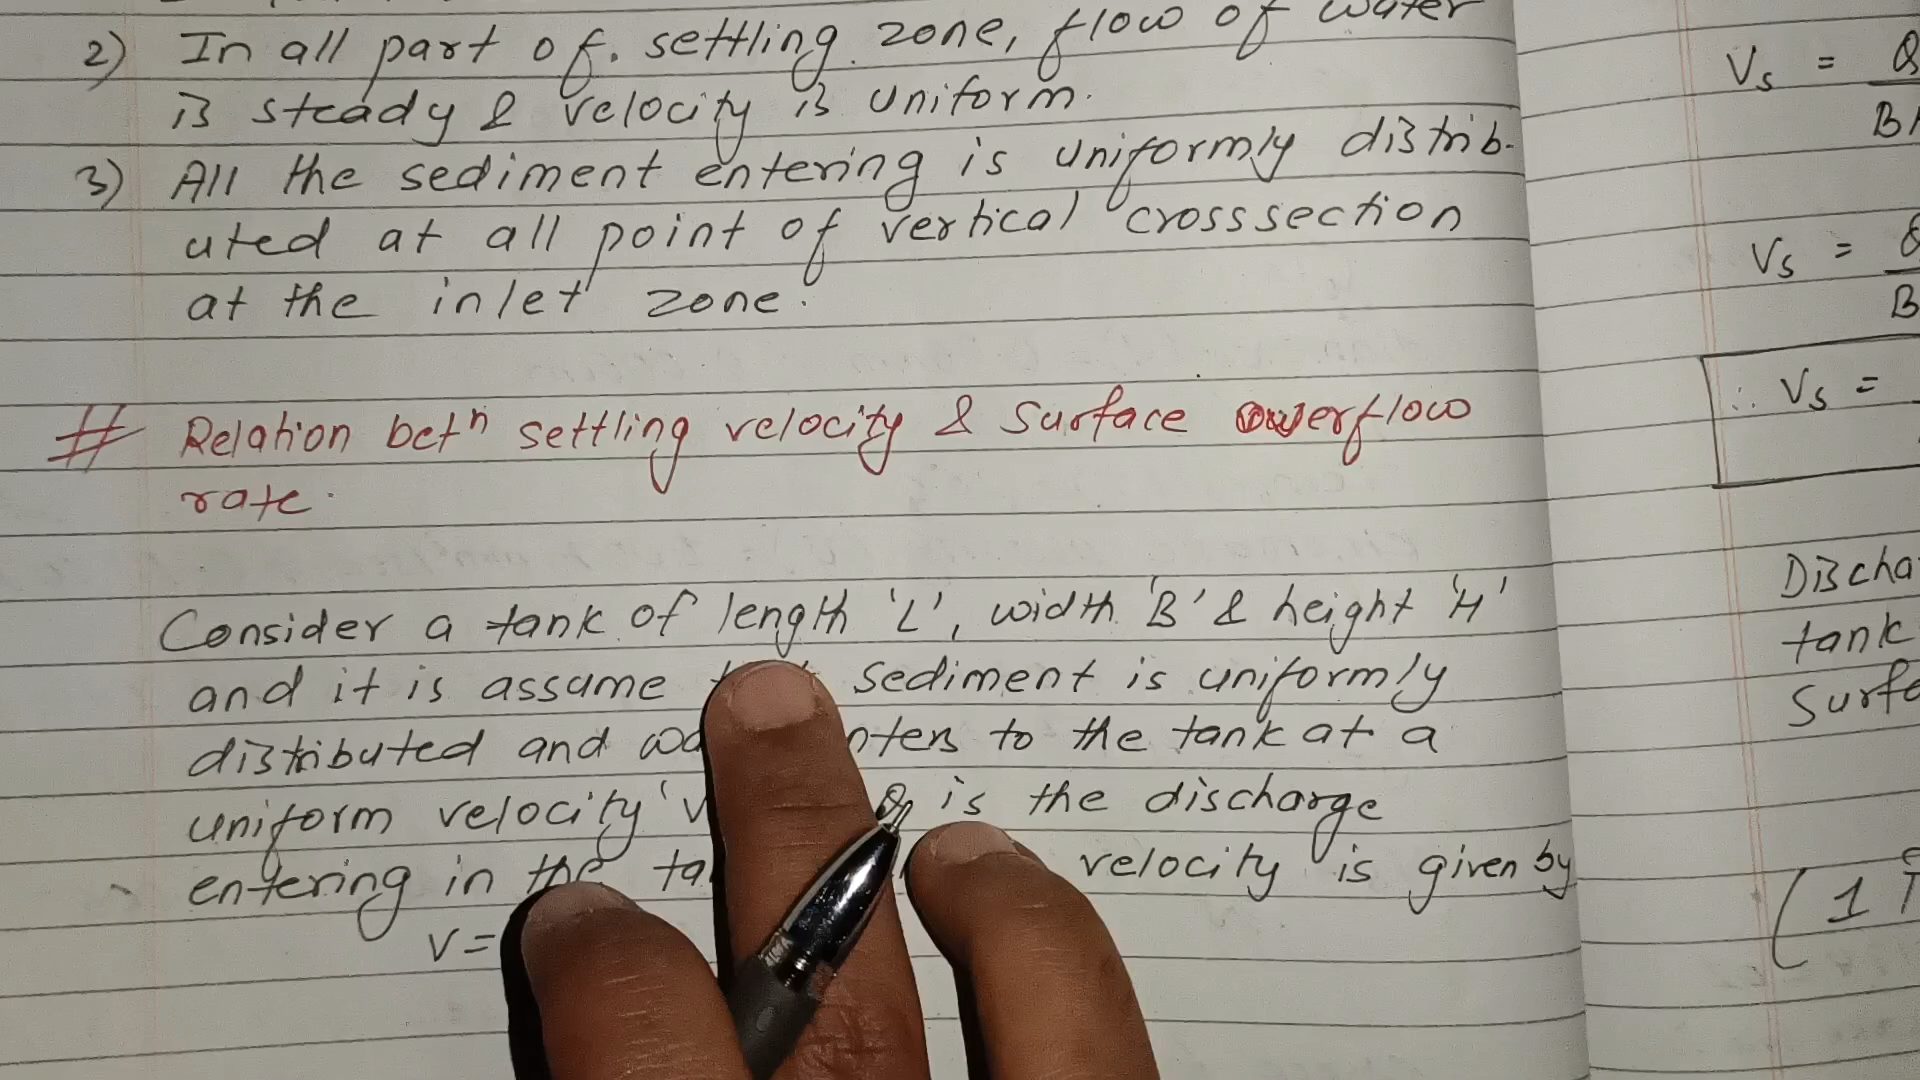 2) In all part of. settling zone, flow of water
is steady & velocity is uniform.
3) All the sediment entering is uniformly distrib-
uted at all point of vertical crosssection
at the inlet zone.
# Relation betn settling velocity & surface overflow
rate.
Consider a tank of length 'L', width 'B' & height 'H'
and it is assume sediment is uniformly
distributed and to the tank at a
uniform velocity 'v Q is the discharge
entering in the velocity is given by
v =
Vs = Q
B
Vs = Q
B
∴ Vs =
Discha
tank
Surfa
( 1